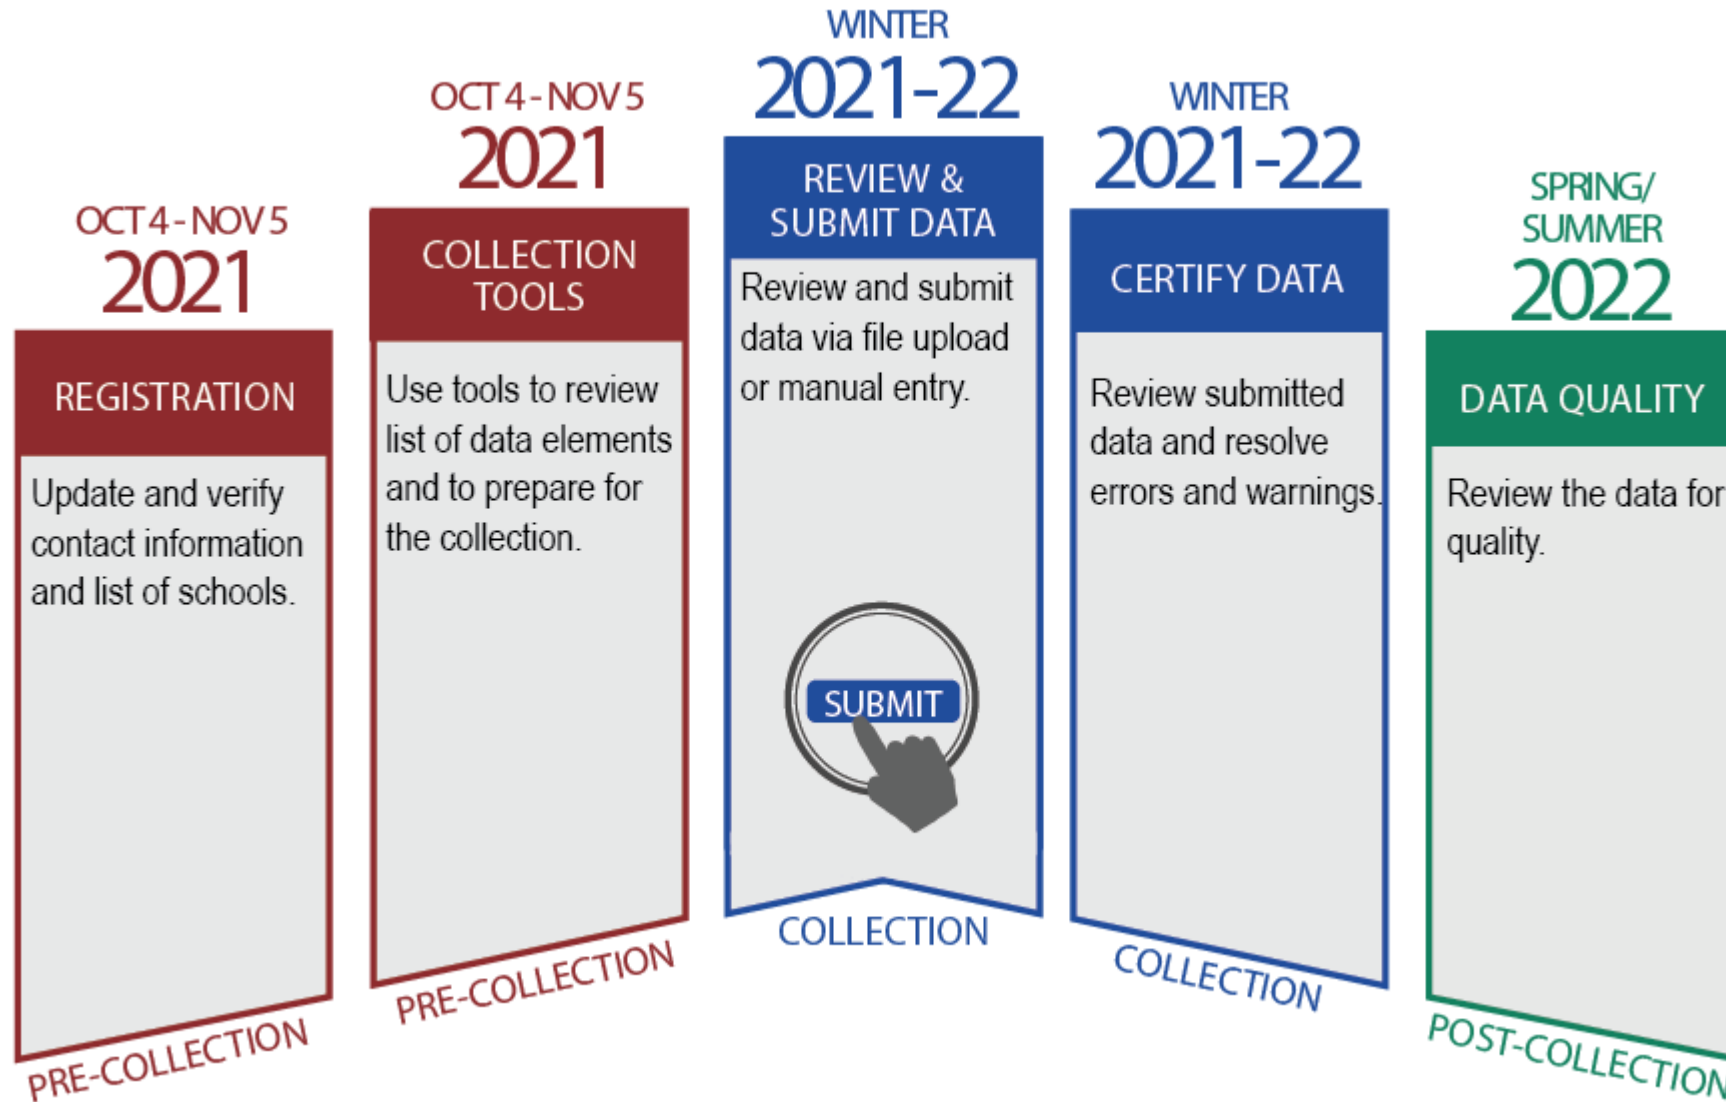 OCT 4 - NOV 5
2021
REGISTRATION
Update and verify
contact information
and list of schools.
PRE-COLLECTION
OCT 4 - NOV 5
2021
COLLECTION
TOOLS
Use tools to review
list of data elements
and to prepare for
the collection.
PRE-COLLECTION
WINTER
2021-22
REVIEW &
SUBMIT DATA
Review and submit
data via file upload
or manual entry.
SUBMIT
COLLECTION
WINTER
2021-22
CERTIFY DATA
Review submitted
data and resolve
errors and warnings.
COLLECTION
SPRING/
SUMMER
2022
DATA QUALITY
Review the data for
quality.
POST-COLLECTION